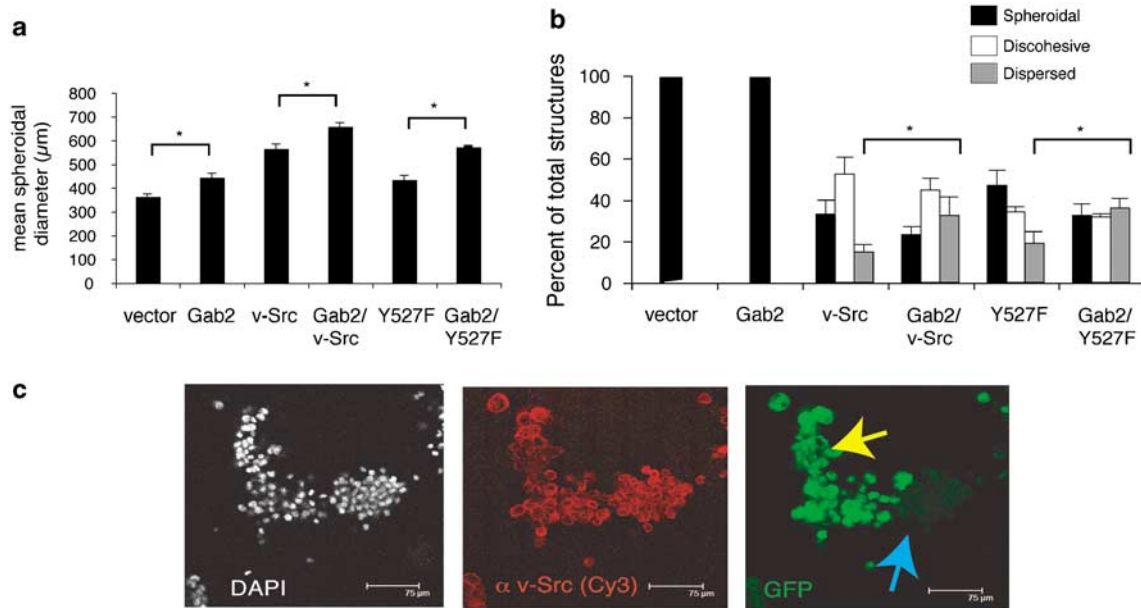 a
mean spheroidal
diameter (µm)
800
700
600
500
400
300
200
100
0
*
*
*
vector
Gab2
v-Src
Gab2/
v-Src
Y527F
Gab2/
Y527F
b
Spheroidal
Discohesive
Dispersed
Percent of total structures
100
80
60
40
20
0
*
*
vector
Gab2
v-Src
Gab2/
v-Src
Y527F
Gab2/
Y527F
c
DAPI
75 µm
α v-Src (Cy3)
75 µm
GFP
75 µm